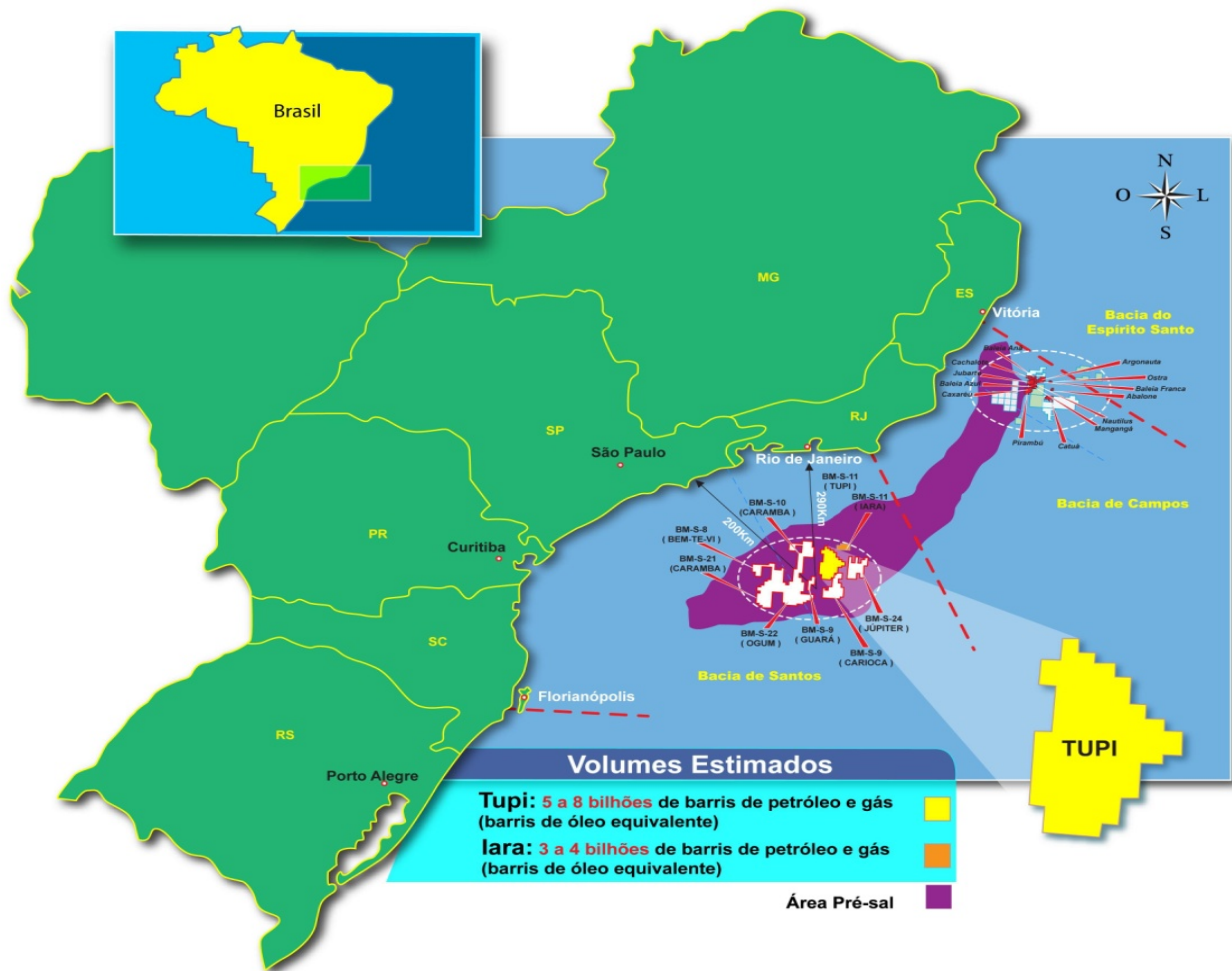 Brasil
N
O
L
S
MG
ES
Vitória
Bacia do
Espírito Santo
Baleia Ana
Cachalote
Jubart
Baleia Azul
Caxaréu
Argonauta
Ostra
Baleia Franca
Abalone
Nautilus
Mangangá
Pirambú
Catuá
SP
RJ
São Paulo
Rio de Janeiro
BM-S-11
( TUPI )
BM-S-11
( IARA)
BM-S-10
(CARAMBA)
290Km
200Km
Bacia de Campos
PR
Curitiba
BM-S-8
( BEM-TE-VI )
BM-S-21
(CARAMBA)
BM-S-22
( OGUM )
BM-S-9
( GUARÁ )
BM-S-24
( JÚPITER )
BM-S-9
( CARIOCA )
SC
Bacia de Santos
Florianópolis
RS
Porto Alegre
TUPI
Volumes Estimados
Tupi: 5 a 8 bilhões de barris de petróleo e gás
(barris de óleo equivalente)
Iara: 3 a 4 bilhões de barris de petróleo e gás
(barris de óleo equivalente)
Área Pré-sal